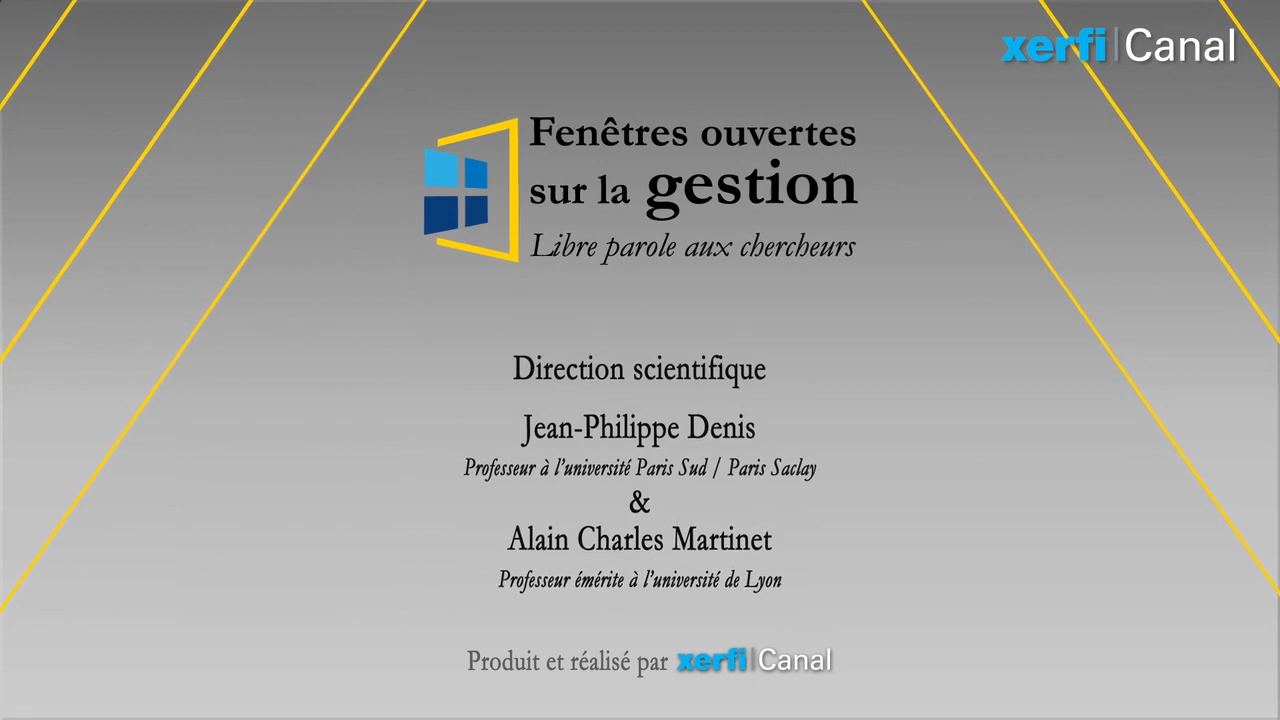 xerfi Canal
Fenêtres ouvertes
sur la gestion
Libre parole aux chercheurs
Direction scientifique
Jean-Philippe Denis
Professeur à l'université Paris Sud / Paris Saclay
&
Alain Charles Martinet
Professeur émérite à l'université de Lyon
Produit et réalisé par xerfi Canal